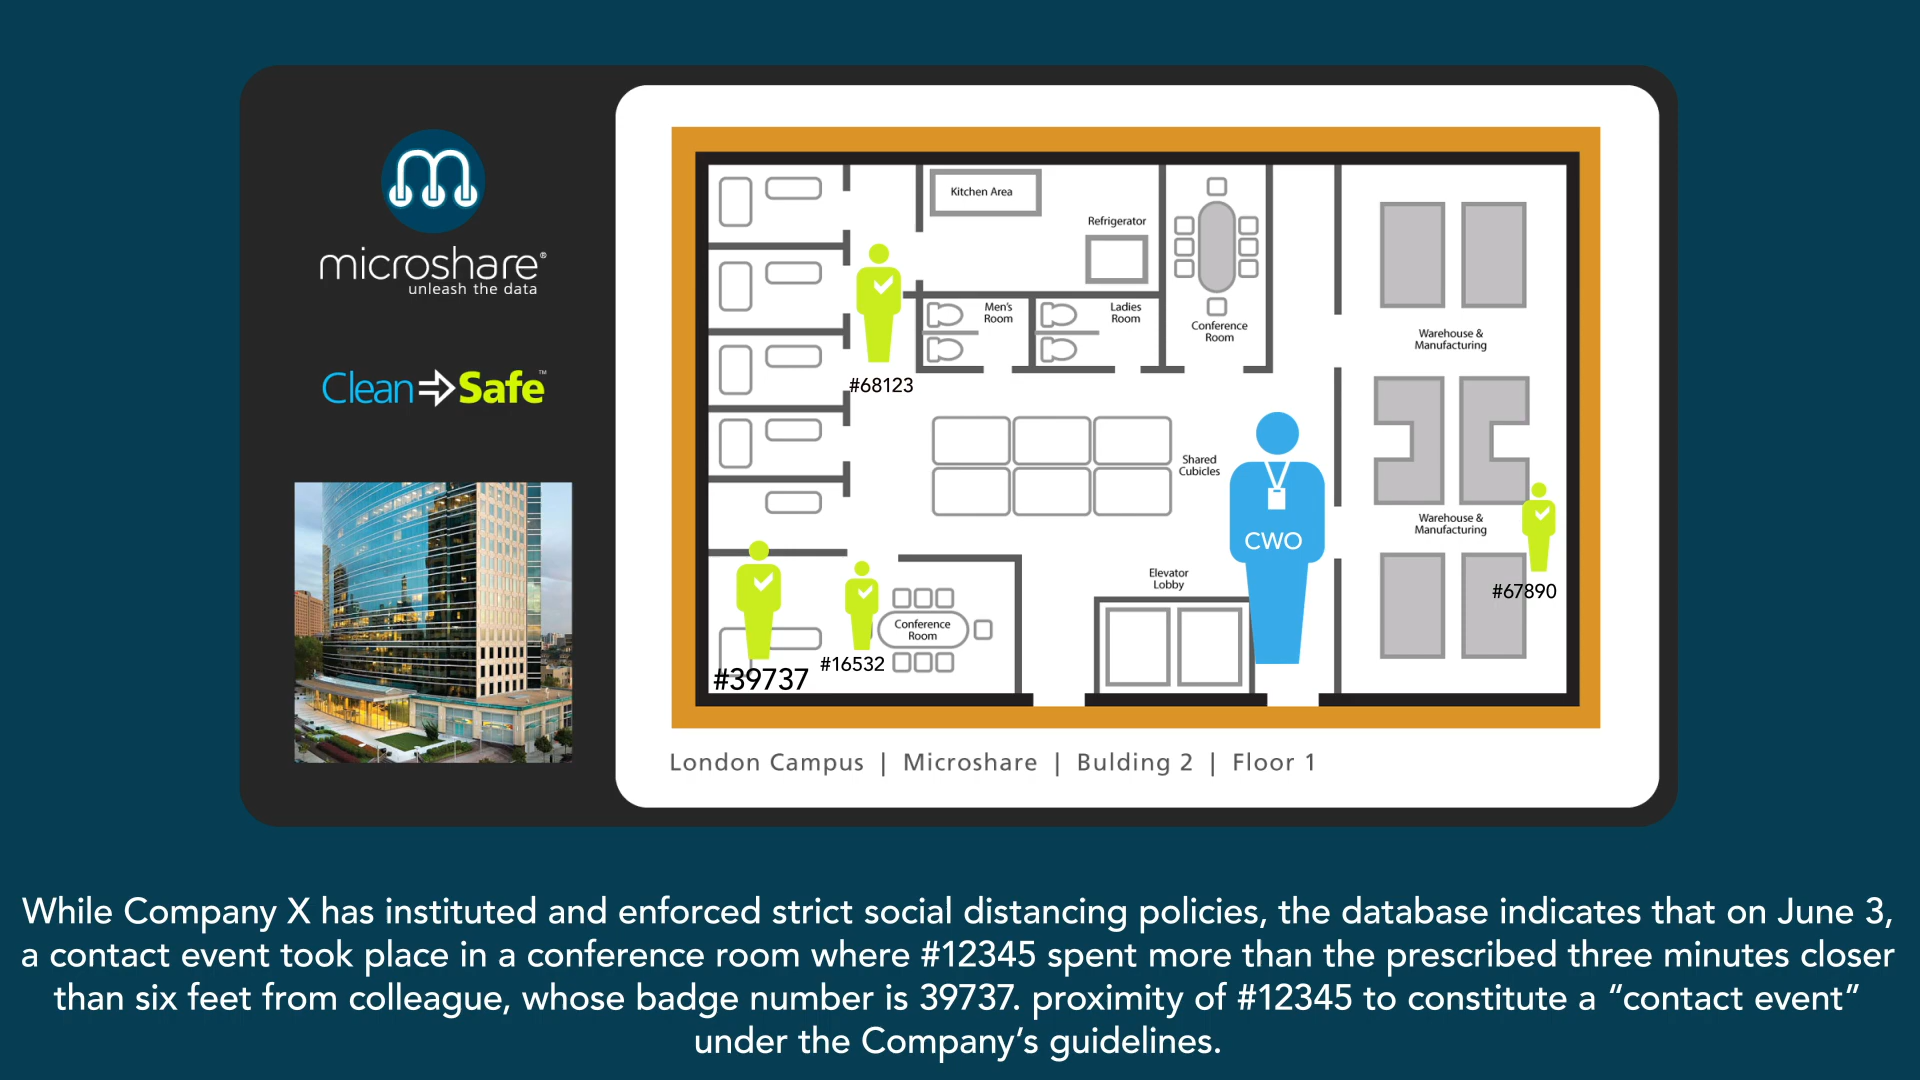 microshare®
unleash the data
Clean Safe™
Kitchen Area
Refrigerator
Men's
Room
Ladies
Room
Conference
Room
Warehouse &
Manufacturing
#68123
Shared
Cubicles
CWO
Warehouse &
Manufacturing
#67890
Elevator
Lobby
Conference
Room
#16532
#39737
London Campus | Microshare | Bulding 2 | Floor 1
While Company X has instituted and enforced strict social distancing policies, the database indicates that on June 3,
a contact event took place in a conference room where #12345 spent more than the prescribed three minutes closer
than six feet from colleague, whose badge number is 39737. proximity of #12345 to constitute a “contact event”
under the Company’s guidelines.